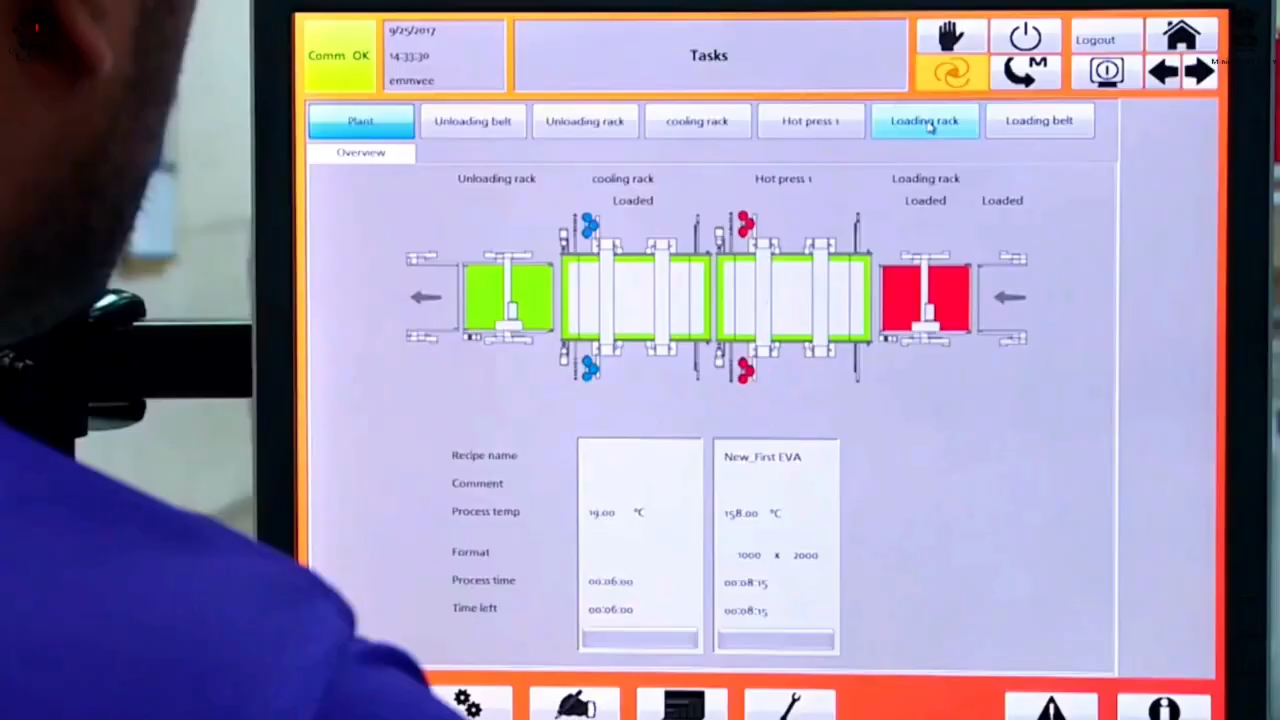 Comm OK
9/25/2017
14:33:30
emmvee
Tasks
M
Logout
Plant
Unloading belt
Unloading rack
cooling rack
Hot press 1
Loading rack
Loading belt
Overview
Unloading rack
cooling rack
Hot press 1
Loading rack
Loaded
Loaded
Loaded
Recipe name
New_First EVA
Comment
Process temp
19.00 °C
158.00 °C
Format
1000 x 2000
Process time
00:06:00
00:08:15
Time left
00:06:00
00:08:15